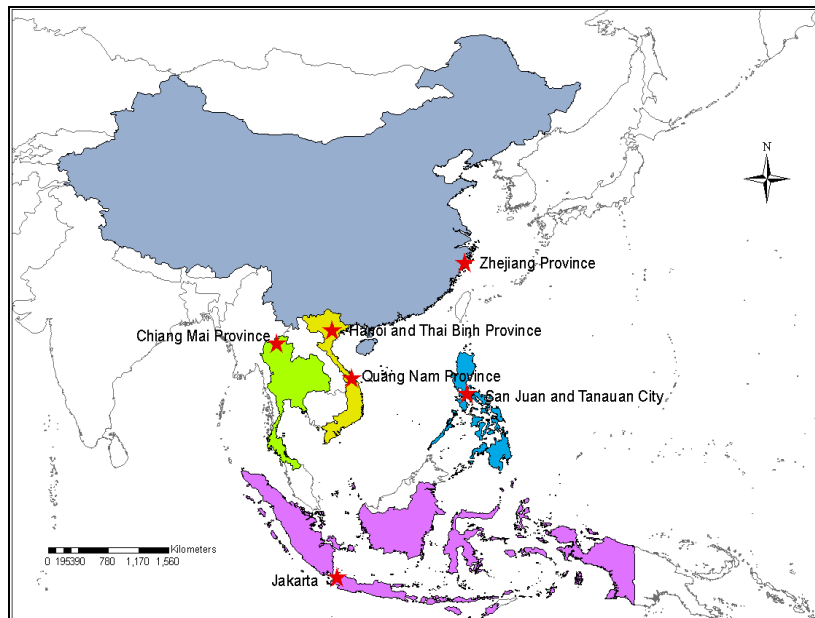 N
Zhejiang Province
Hanoi and Thai Binh Province
Chiang Mai Province
Quang Nam Province
San Juan and Tanauan City
Kilometers
0 195390 780 1,170 1,560
Jakarta